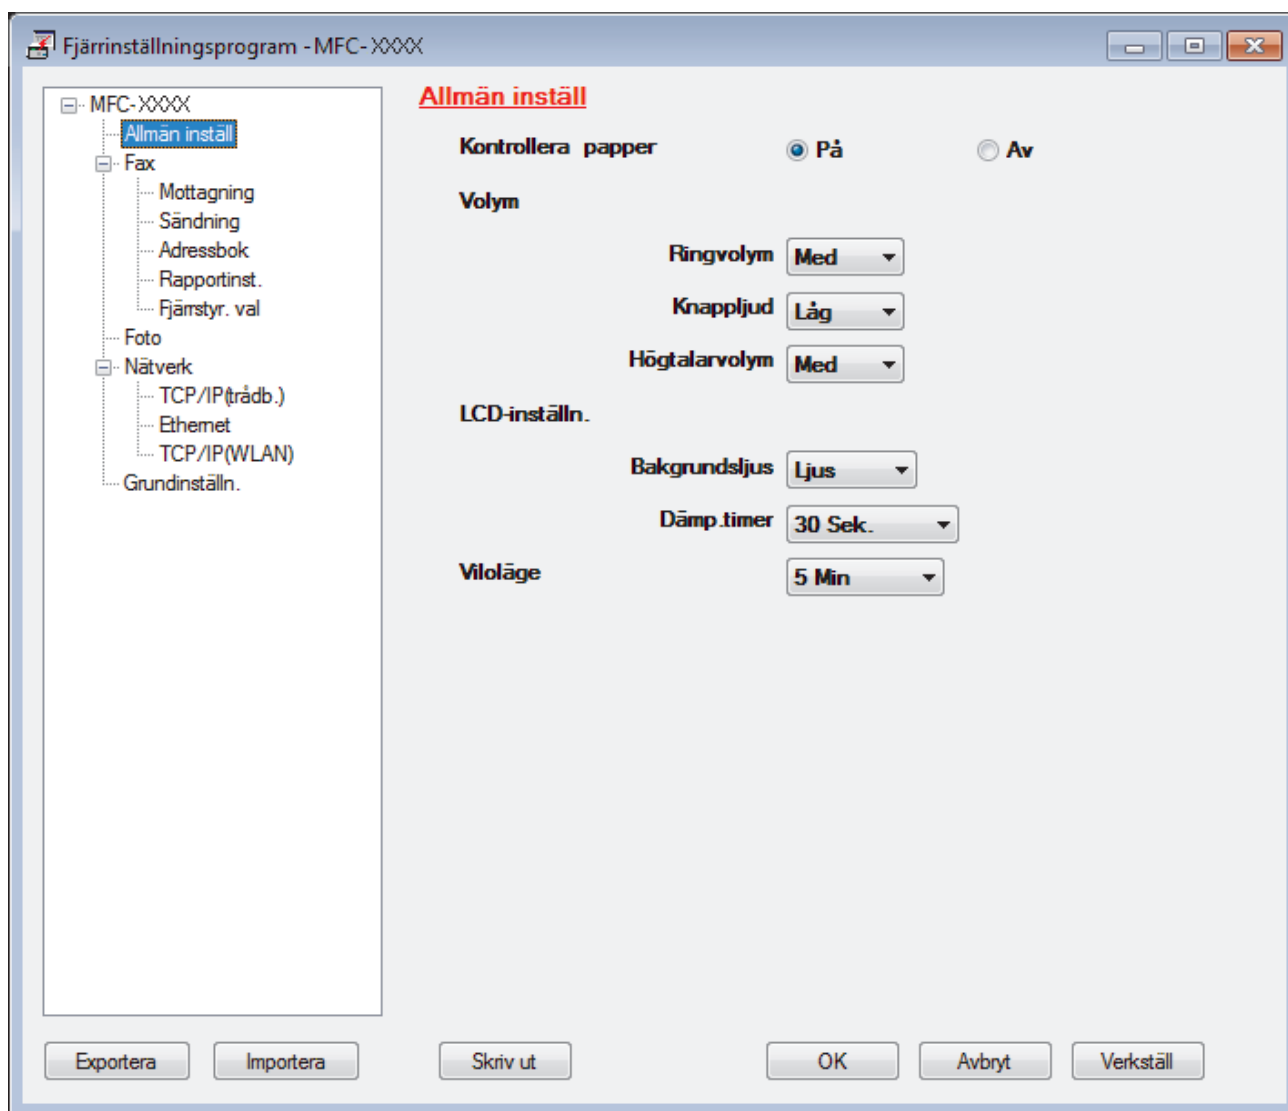 Fjärrinställningsprogram - MFC-XXXX
MFC-XXXX
Allmän inställ
Fax
Mottagning
Sändning
Adressbok
Rapportinst.
Fjärrstyr. val
Foto
Nätverk
TCP/IP(trådb.)
Ethernet
TCP/IP(WLAN)
Grundinställn.
Allmän inställ
Kontrollera papper På Av
Volym
Ringvolym Med
Knappljud Låg
Högtalarvolym Med
LCD-inställn.
Bakgrundsljus Ljus
Dämp.timer 30 Sek.
Viloläge 5 Min
Exportera Importera Skriv ut OK Avbryt Verkställ